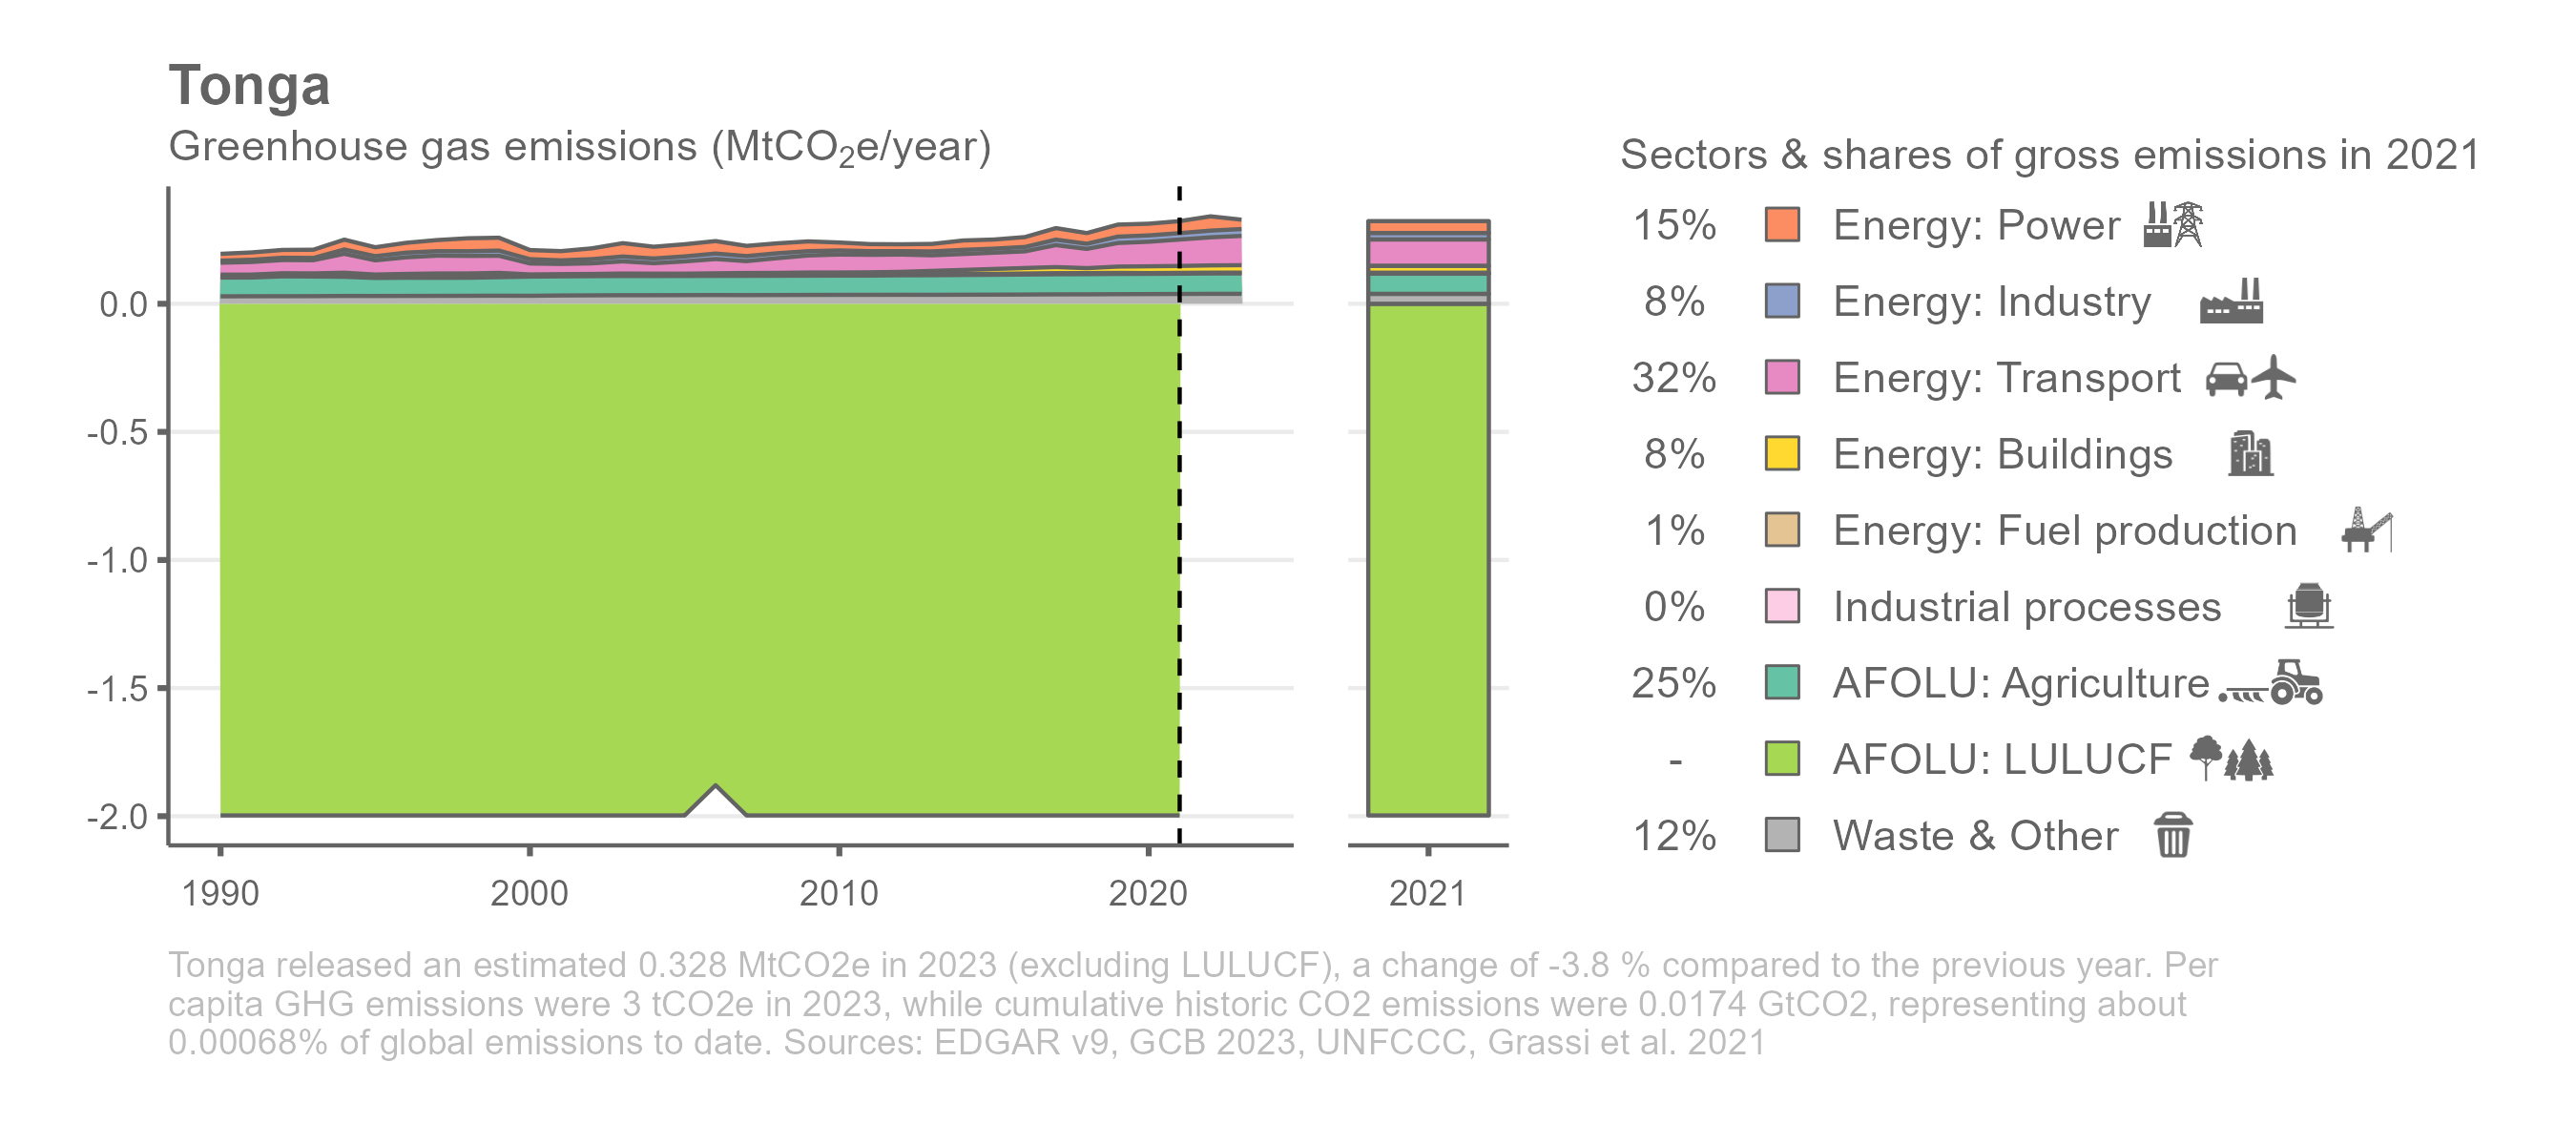 Tonga
Greenhouse gas emissions (MtCO₂e/year)
0.0
-0.5
-1.0
-1.5
-2.0
1990 2000 2010 2020
2021
Sectors & shares of gross emissions in 2021
15% Energy: Power
8% Energy: Industry
32% Energy: Transport
8% Energy: Buildings
1% Energy: Fuel production
0% Industrial processes
25% AFOLU: Agriculture
- AFOLU: LULUCF
12% Waste & Other
Tonga released an estimated 0.328 MtCO2e in 2023 (excluding LULUCF), a change of -3.8 % compared to the previous year. Per
capita GHG emissions were 3 tCO2e in 2023, while cumulative historic CO2 emissions were 0.0174 GtCO2, representing about
0.00068% of global emissions to date. Sources: EDGAR v9, GCB 2023, UNFCCC, Grassi et al. 2021